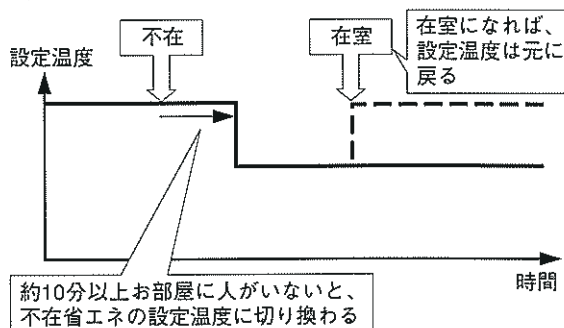 不在
在室
在室になれば、
設定温度は元に
戻る
設定温度
時間
約10分以上お部屋に人がいないと、
不在省エネの設定温度に切り換わる